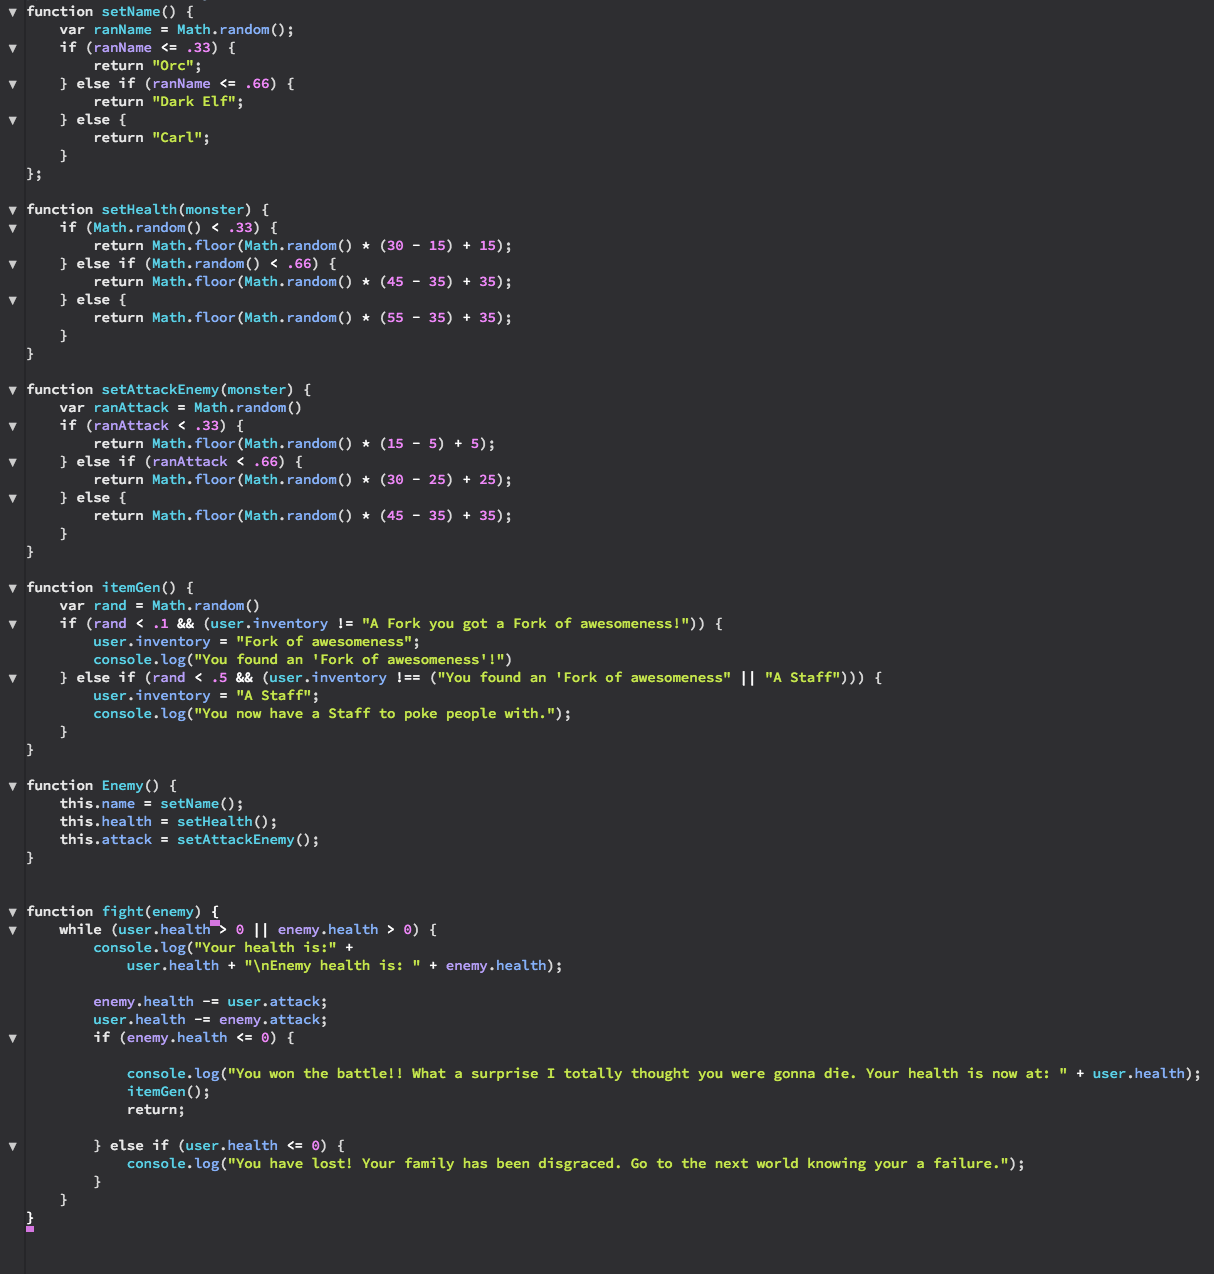 function setName() {
    var ranName = Math.random();
    if (ranName <= .33) {
        return "Orc";
    } else if (ranName <= .66) {
        return "Dark Elf";
    } else {
        return "Carl";
    }
};
function setHealth(monster) {
    if (Math.random() < .33) {
        return Math.floor(Math.random() * (30 - 15) + 15);
    } else if (Math.random() < .66) {
        return Math.floor(Math.random() * (45 - 35) + 35);
    } else {
        return Math.floor(Math.random() * (55 - 35) + 35);
    }
}
function setAttackEnemy(monster) {
    var ranAttack = Math.random()
    if (ranAttack < .33) {
        return Math.floor(Math.random() * (15 - 5) + 5);
    } else if (ranAttack < .66) {
        return Math.floor(Math.random() * (30 - 25) + 25);
    } else {
        return Math.floor(Math.random() * (45 - 35) + 35);
    }
}
function itemGen() {
    var rand = Math.random()
    if (rand < .1 && (user.inventory != "A Fork you got a Fork of awesomeness!")) {
        user.inventory = "Fork of awesomeness";
        console.log("You found an 'Fork of awesomeness'!")
    } else if (rand < .5 && (user.inventory !== ("You found an 'Fork of awesomeness" || "A Staff"))) {
        user.inventory = "A Staff";
        console.log("You now have a Staff to poke people with.");
    }
}
function Enemy() {
    this.name = setName();
    this.health = setHealth();
    this.attack = setAttackEnemy();
}
function fight(enemy) {
    while (user.health > 0 || enemy.health > 0) {
        console.log("Your health is:" +
            user.health + "\nEnemy health is: " + enemy.health);
        enemy.health -= user.attack;
        user.health -= enemy.attack;
        if (enemy.health <= 0) {
            console.log("You won the battle!! What a surprise I totally thought you were gonna die. Your health is now at: " + user.health);
            itemGen();
            return;
        } else if (user.health <= 0) {
            console.log("You have lost! Your family has been disgraced. Go to the next world knowing your a failure.");
        }
    }
}